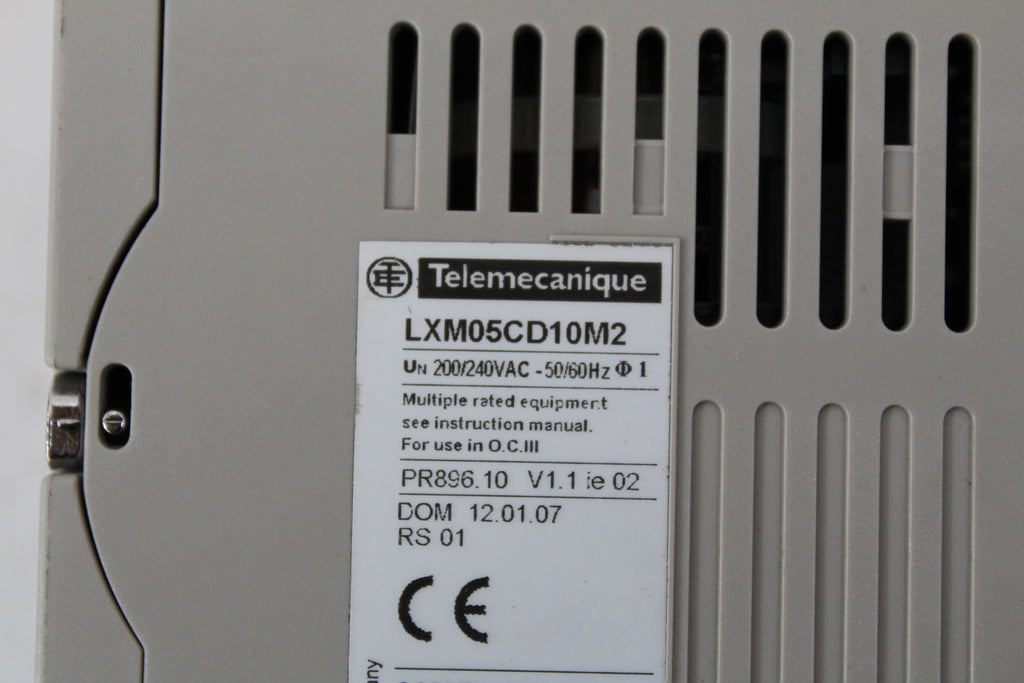 Telemecanique
LXM05CD10M2
UN 200/240VAC - 50/60Hz Φ 1
Multiple rated equipment
see instruction manual.
For use in O.C.III
PR896.10 V1.1 ie 02
DOM 12.01.07
RS 01
CE